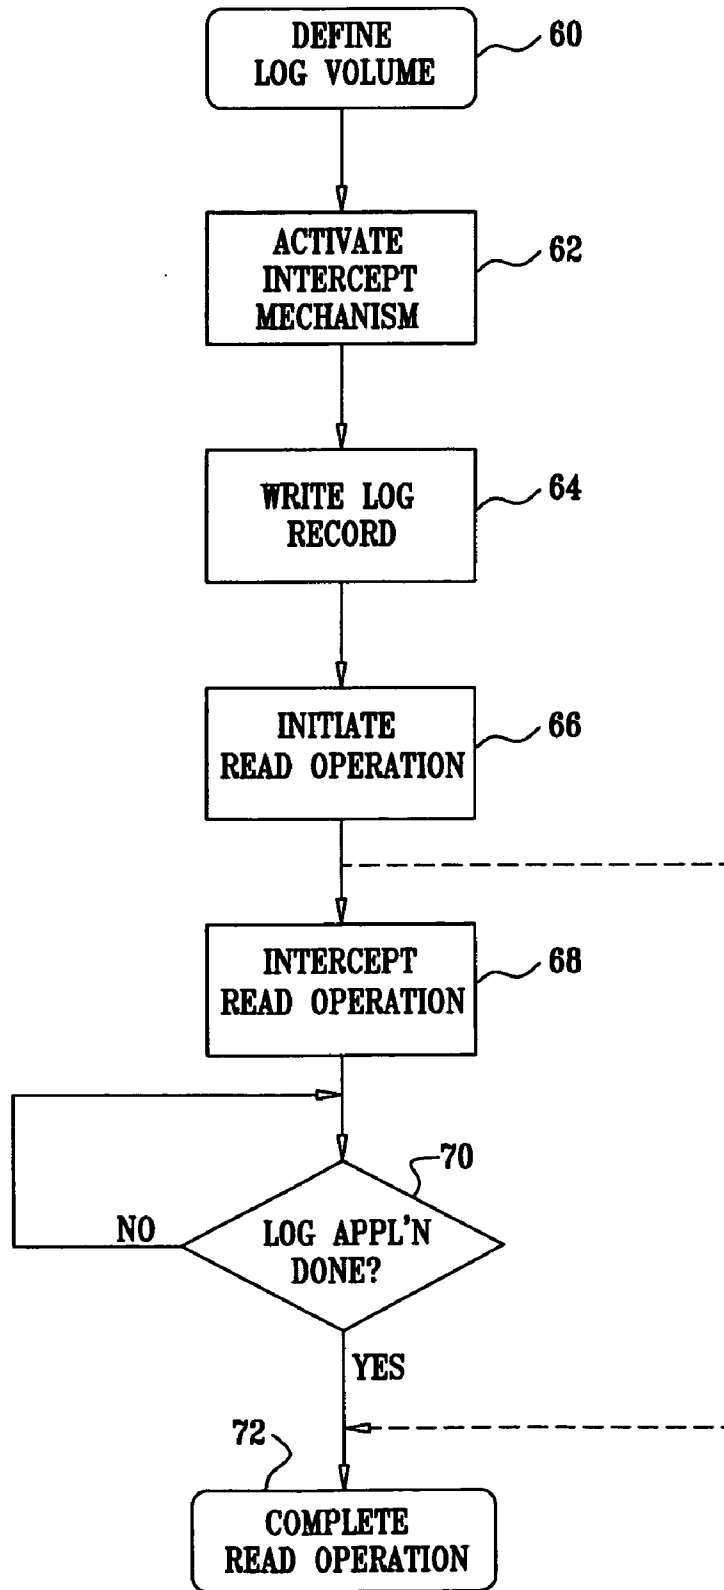 DEFINE
LOG VOLUME
60
ACTIVATE
INTERCEPT
MECHANISM
62
WRITE LOG
RECORD
64
INITIATE
READ OPERATION
66
INTERCEPT
READ OPERATION
68
70
LOG APPL'N
DONE?
NO
YES
72
COMPLETE
READ OPERATION